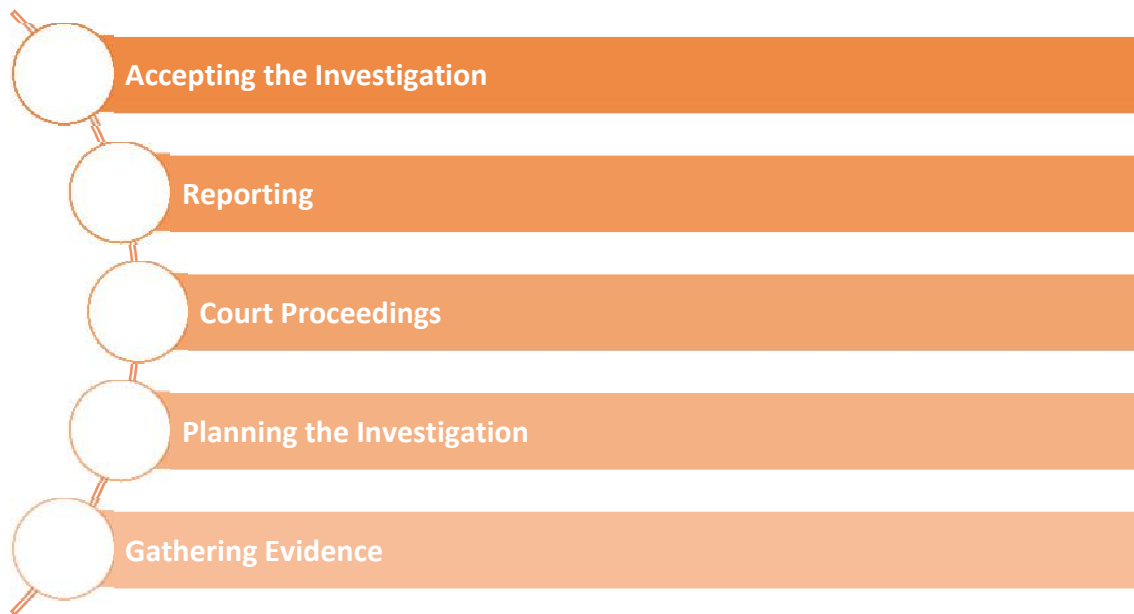 Accepting the Investigation
Reporting
Court Proceedings
Planning the Investigation
Gathering Evidence